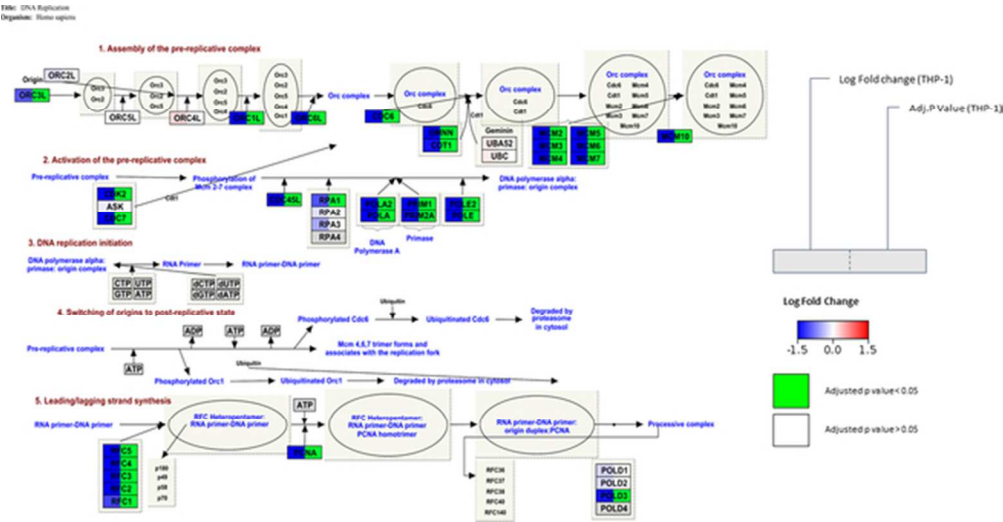 Title: DNA Replication
Organism: Homo sapiens
1. Assembly of the pre-replicative complex
Origin
ORC2L
ORC3L
Orc3
Orc2
ORC5L
Orc3
Orc2
Orc5
ORC4L
Orc3
Orc2
Orc5
Orc4
ORC1L
Orc3
Orc2
Orc5
Orc4
Orc1
ORC6L
Orc complex
CDC6
Orc complex
Cdc6
GMNN
CDT1
Cdt1
Orc complex
Cdc6
Cdt1
Geminin
UBA52
UBC
MCM2
MCM3
MCM4
MCM5
MCM6
MCM7
Orc complex
Cdc6 Mcm4
Cdt1 Mcm5
Mcm2 Mcm6
Mcm3 Mcm7
Mcm10
MCM10
Orc complex
Cdc6 Mcm4
Cdt1 Mcm5
Mcm2 Mcm6
Mcm3 Mcm7
Mcm10
2. Activation of the pre-replicative complex
Pre-replicative complex
Phosphorylation of
Mcm 2-7 complex
DNA polymerase alpha:
primase: origin complex
CDK2
ASK
CDC7
Cdt1
CDC45L
RPA1
RPA2
RPA3
RPA4
POLA2
POLA
PRIM1
PRIM2A
POLE2
POLE
DNA
Polymerase A
Primase
3. DNA replication initiation
DNA polymerase alpha:
primase: origin complex
RNA Primer
RNA primer-DNA primer
CTP UTP
GTP ATP
dCTP dUTP
dGTP dATP
4. Switching of origins to post-replicative state
Ubiquitin
Phosphorylated Cdc6
Ubiquitinated Cdc6
Degraded by
proteasome
in cytosol
ADP
ATP
ADP
Pre-replicative complex
Mcm 4,6,7 trimer forms and
associates with the replication fork
ATP
Ubiquitin
Phosphorylated Orc1
Ubiquitinated Orc1
Degraded by proteasome in cytosol
5. Leading/lagging strand synthesis
RNA primer-DNA primer
RFC Heteropentamer:
RNA primer-DNA primer
ATP
PCNA
RFC Heteropentamer:
RNA primer-DNA primer
PCNA homotrimer
RNA primer-DNA primer:
origin duplex:PCNA
Processive complex
RFC5
RFC4
RFC3
RFC2
RFC1
p180
p49
p58
p70
RFC36
RFC37
RFC38
RFC40
RFC140
POLD1
POLD2
POLD3
POLD4
Log Fold change (THP-1)
Adj.P Value (THP-1)
Log Fold Change
-1.5 0.0 1.5
Adjusted p value< 0.05
Adjusted p value> 0.05